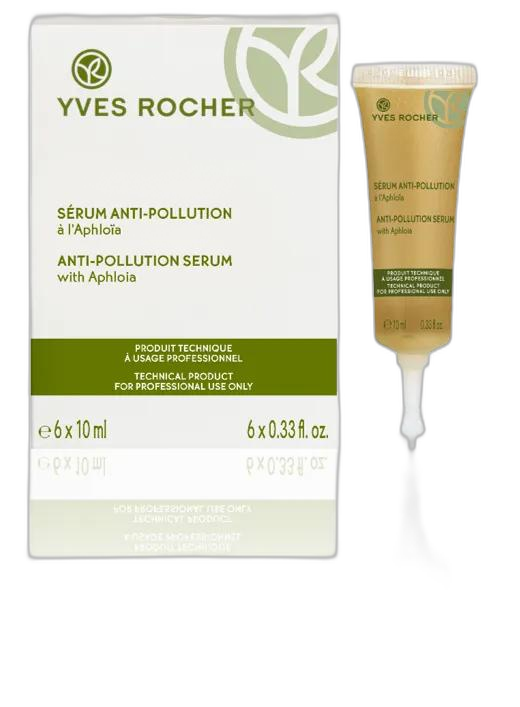 YVES ROCHER
SÉRUM ANTI-POLLUTION
à l'Aphloïa
ANTI-POLLUTION SERUM
with Aphloia
PRODUIT TECHNIQUE
À USAGE PROFESSIONNEL
TECHNICAL PRODUCT
FOR PROFESSIONAL USE ONLY
℮ 6 x 10 ml 6 x 0.33 fl. oz.
YVES ROCHER
SÉRUM ANTI-POLLUTION
à l'Aphloïa
ANTI-POLLUTION SERUM
with Aphloia
PRODUIT TECHNIQUE
À USAGE PROFESSIONNEL
TECHNICAL PRODUCT
FOR PROFESSIONAL USE ONLY
℮ 10 ml 0.33 fl. oz.